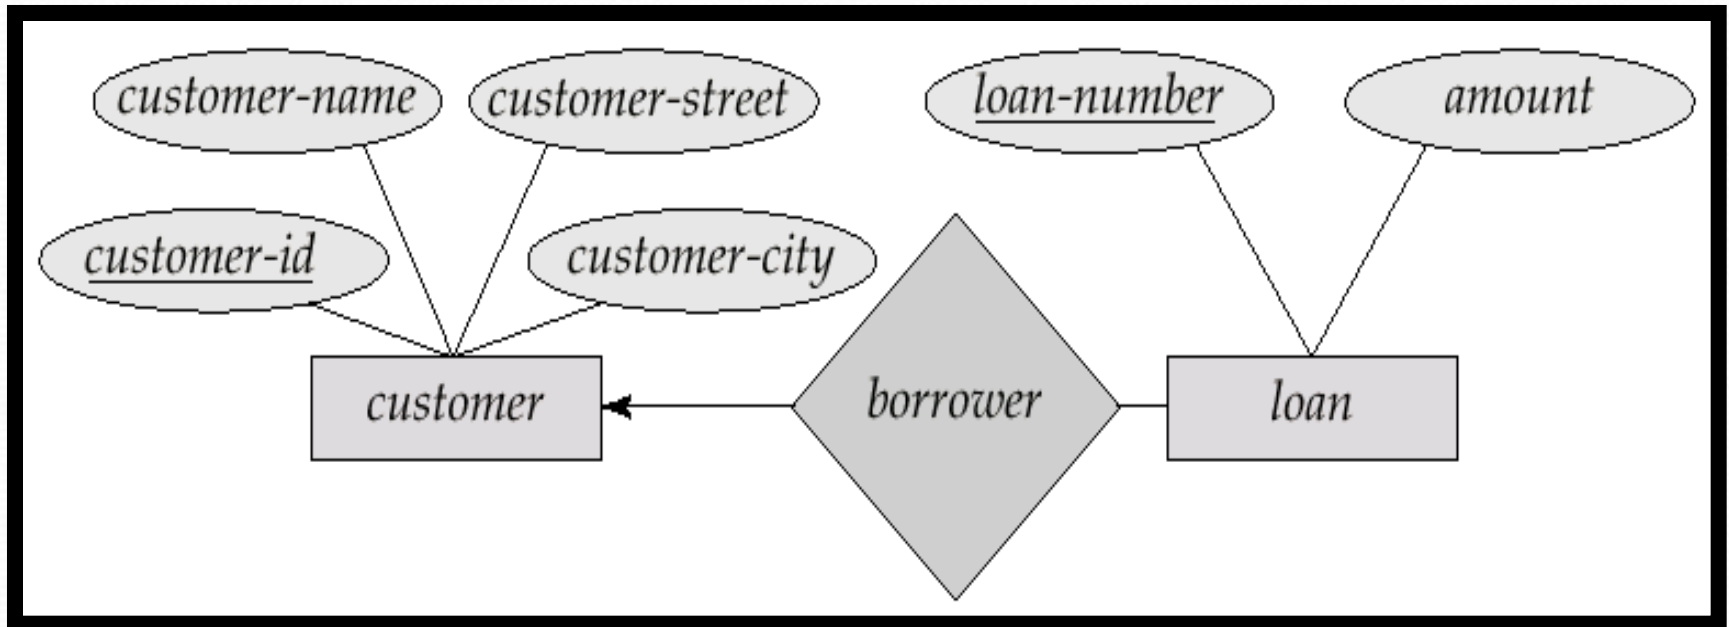 customer-name
customer-street
loan-number
amount
customer-id
customer-city
customer
borrower
loan